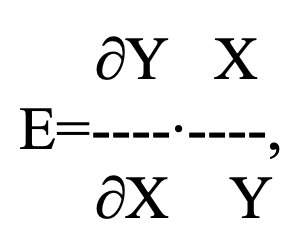 ∂Y X
E=----·----,
∂X Y